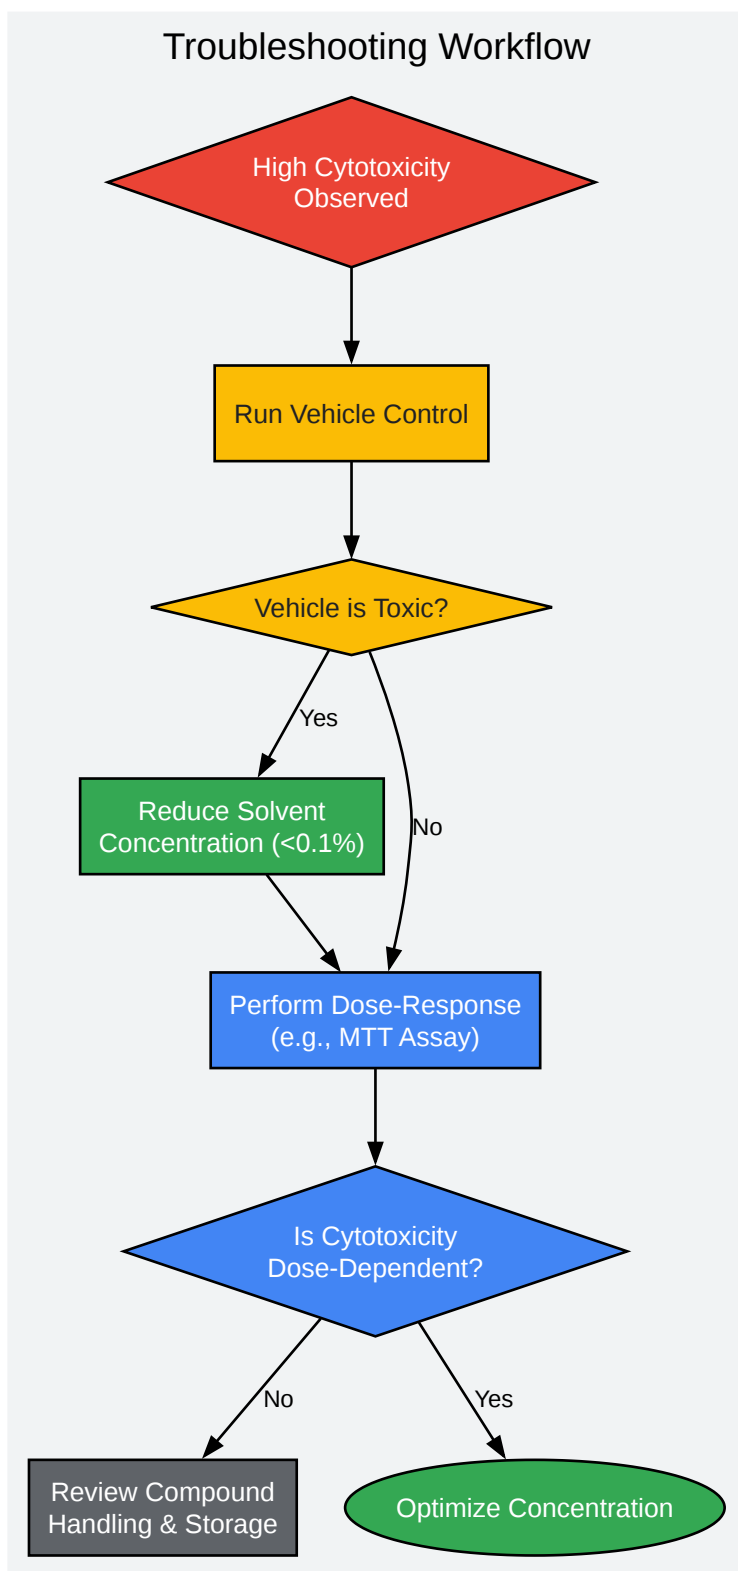 Troubleshooting Workflow
High Cytotoxicity
Observed
Run Vehicle Control
Vehicle is Toxic?
Yes
Reduce Solvent
Concentration (<0.1%)
No
Perform Dose-Response
(e.g., MTT Assay)
Is Cytotoxicity
Dose-Dependent?
No
Yes
Review Compound
Handling & Storage
Optimize Concentration